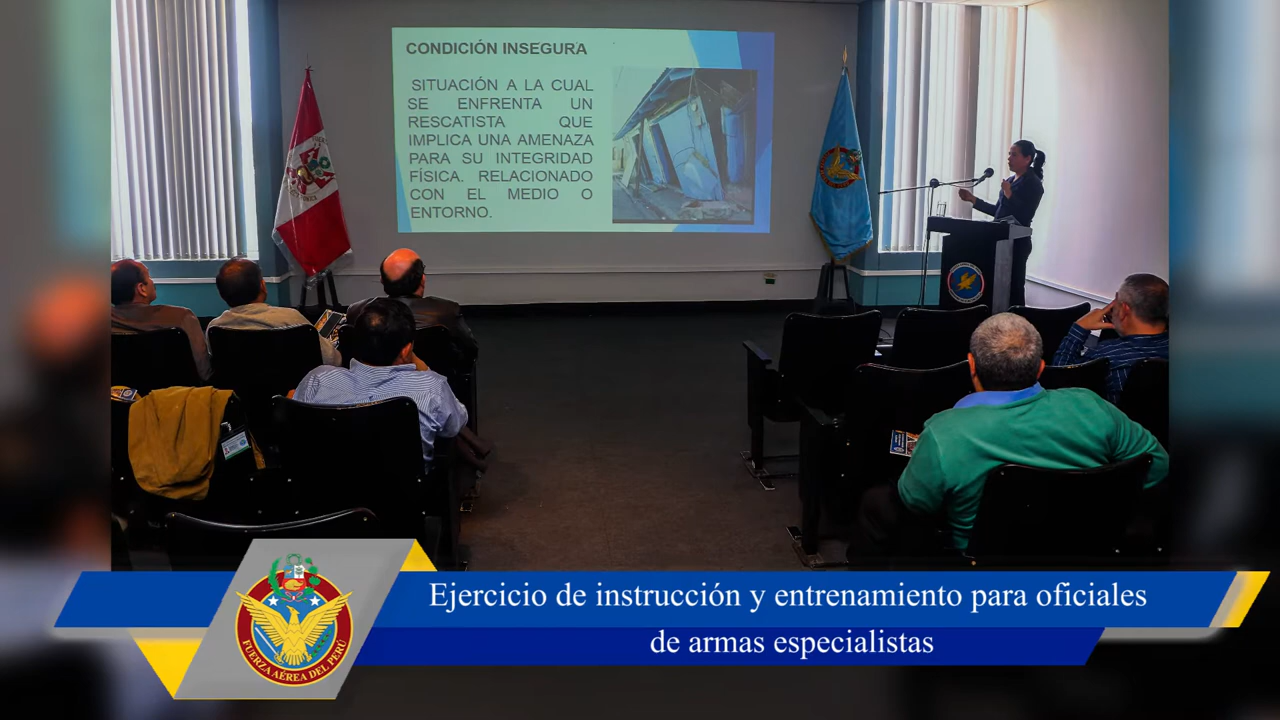 CONDICIÓN INSEGURA
SITUACIÓN A LA CUAL
SE ENFRENTA UN
RESCATISTA QUE
IMPLICA UNA AMENAZA
PARA SU INTEGRIDAD
FÍSICA. RELACIONADO
CON EL MEDIO O
ENTORNO.
Ejercicio de instrucción y entrenamiento para oficiales
de armas especialistas
FUERZA AÉREA DEL PERÚ